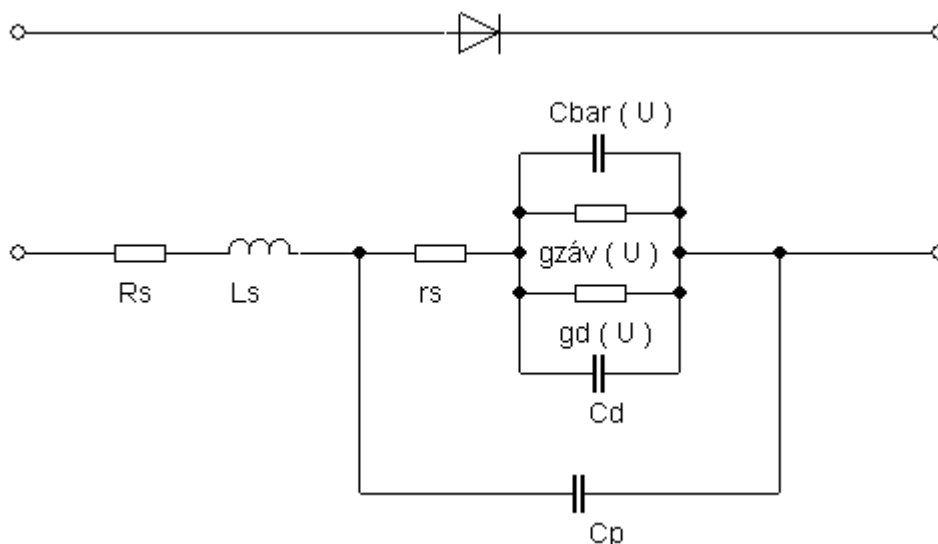 Cbar ( U )
gzáv ( U )
Rs
Ls
rs
gd ( U )
Cd
Cp